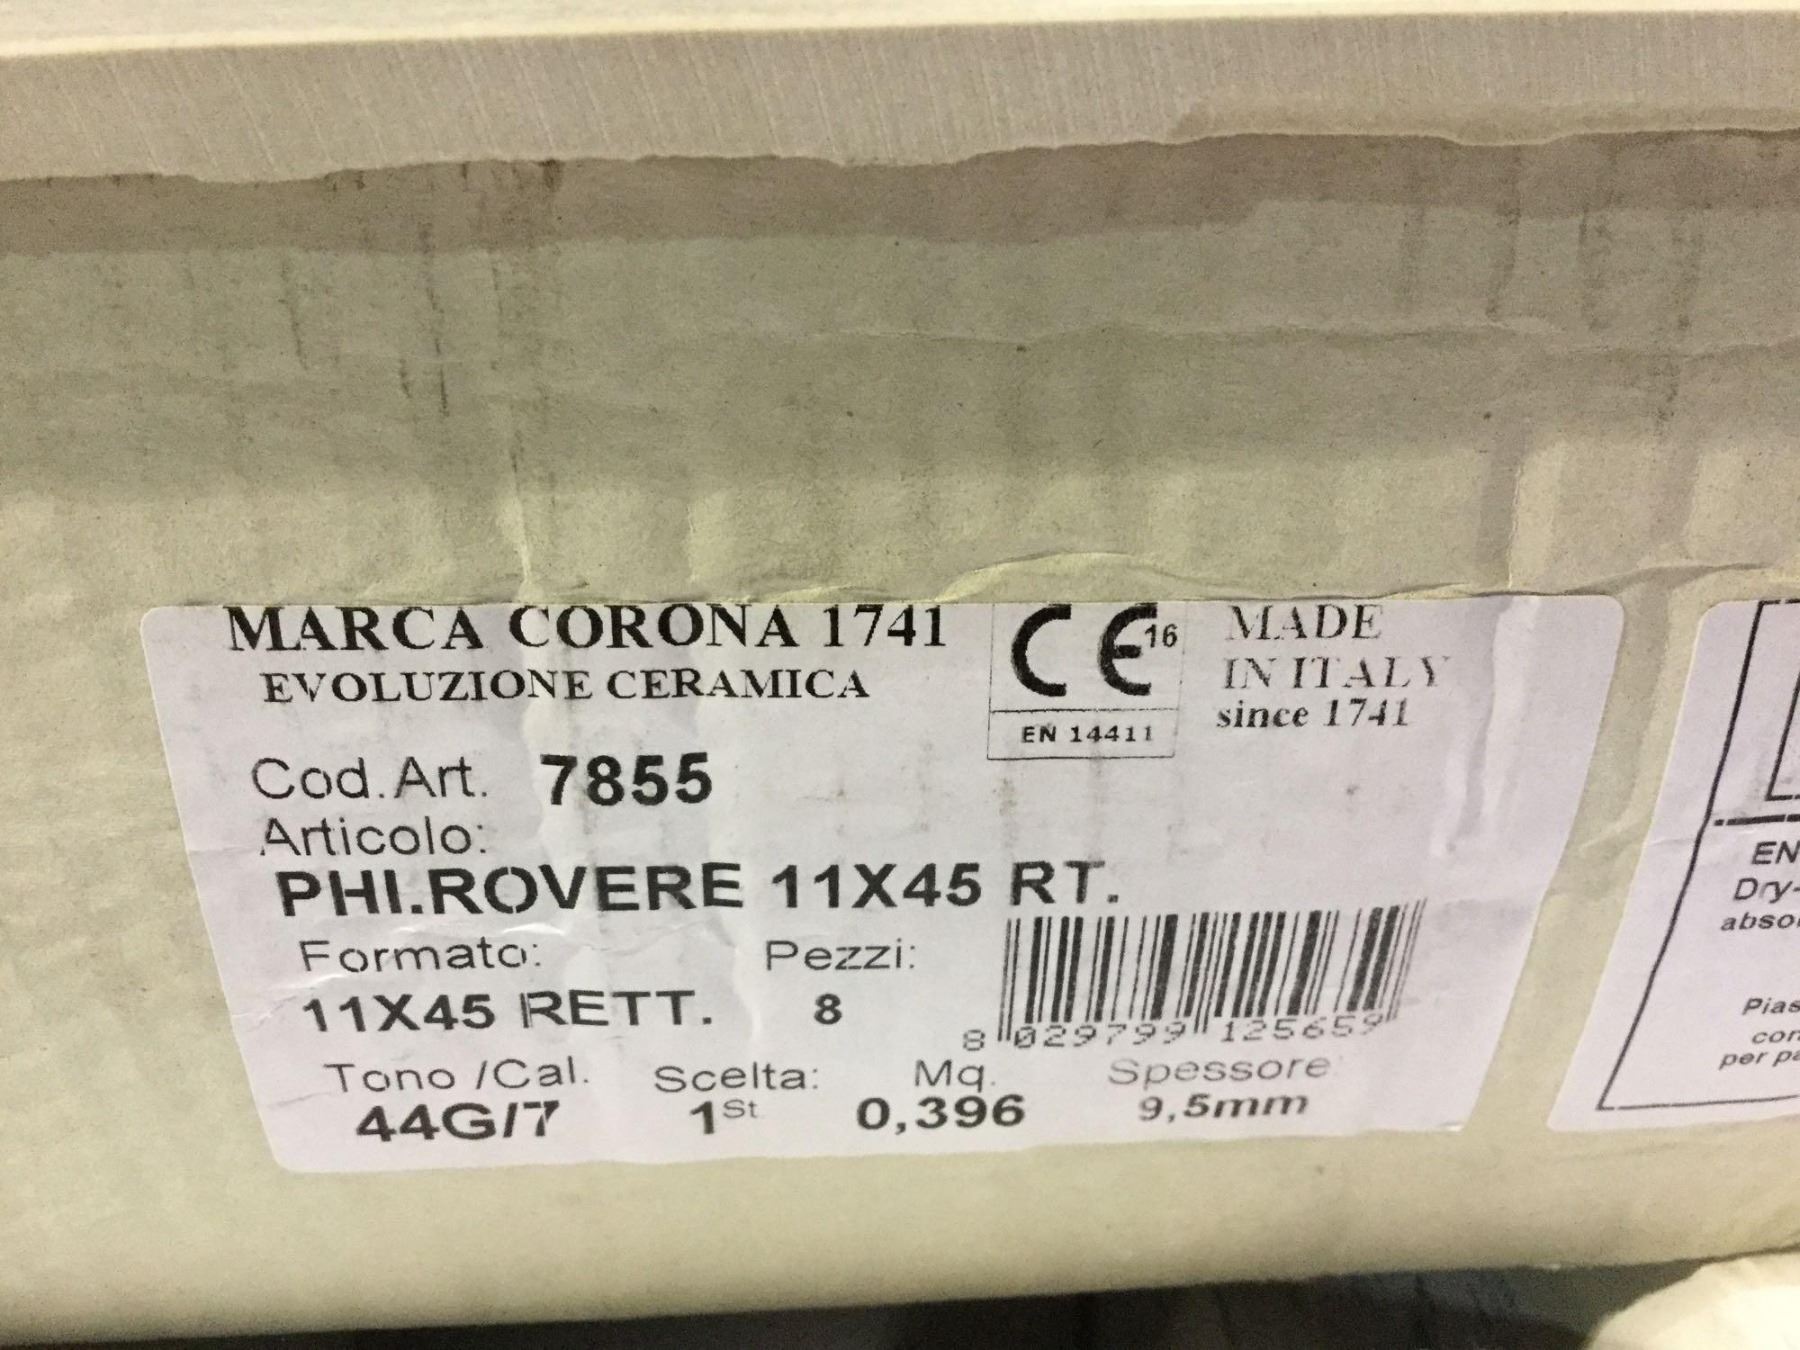 MARCA CORONA 1741
EVOLUZIONE CERAMICA
CE 16
EN 14411
MADE
IN ITALY
since 1741
Cod.Art. 7855
Articolo:
PHI.ROVERE 11X45 RT.
Formato: Pezzi:
11X45 RETT. 8
8 029799 125659
Tono /Cal. Scelta: Mq. Spessore
44G/7 1St 0,396 9,5mm
EN
Dry-
per